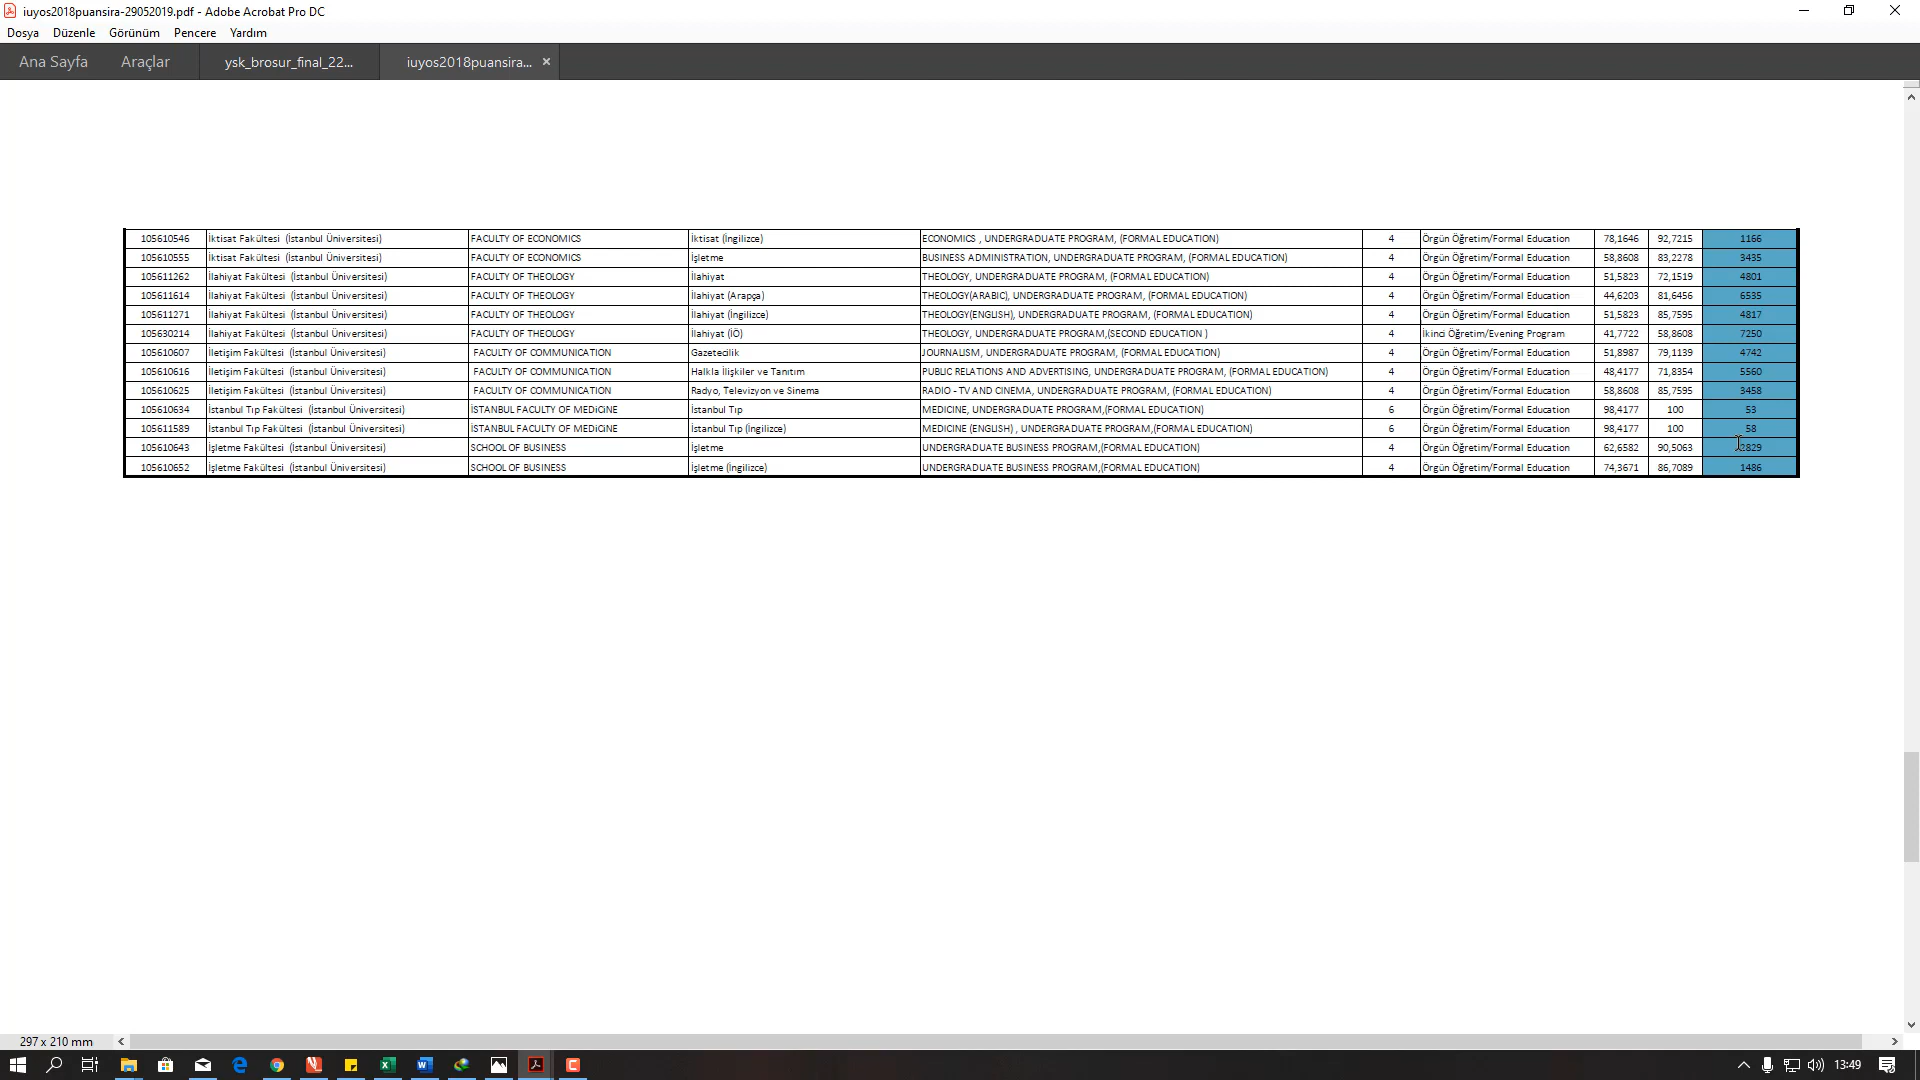 iuyos2018puansira-29052019.pdf - Adobe Acrobat Pro DC
Dosya Düzenle Görünüm Pencere Yardım
Ana Sayfa Araçlar ysk_brosur_final_22... iuyos2018puansira... ×
105610546 İktisat Fakültesi (İstanbul Üniversitesi) FACULTY OF ECONOMICS İktisat (İngilizce) ECONOMICS , UNDERGRADUATE PROGRAM, (FORMAL EDUCATION) 4 Örgün Öğretim/Formal Education 78,1646 92,7215 1166
105610555 İktisat Fakültesi (İstanbul Üniversitesi) FACULTY OF ECONOMICS İşletme BUSINESS ADMINISTRATION, UNDERGRADUATE PROGRAM, (FORMAL EDUCATION) 4 Örgün Öğretim/Formal Education 58,8608 83,2278 3435
105611262 İlahiyat Fakültesi (İstanbul Üniversitesi) FACULTY OF THEOLOGY İlahiyat THEOLOGY, UNDERGRADUATE PROGRAM, (FORMAL EDUCATION) 4 Örgün Öğretim/Formal Education 51,5823 72,1519 4801
105611614 İlahiyat Fakültesi (İstanbul Üniversitesi) FACULTY OF THEOLOGY İlahiyat (Arapça) THEOLOGY(ARABIC), UNDERGRADUATE PROGRAM, (FORMAL EDUCATION) 4 Örgün Öğretim/Formal Education 44,6203 81,6456 6535
105611271 İlahiyat Fakültesi (İstanbul Üniversitesi) FACULTY OF THEOLOGY İlahiyat (İngilizce) THEOLOGY(ENGLISH), UNDERGRADUATE PROGRAM, (FORMAL EDUCATION) 4 Örgün Öğretim/Formal Education 51,5823 85,7595 4817
105630214 İlahiyat Fakültesi (İstanbul Üniversitesi) FACULTY OF THEOLOGY İlahiyat (İÖ) THEOLOGY, UNDERGRADUATE PROGRAM,(SECOND EDUCATION ) 4 İkinci Öğretim/Evening Program 41,7722 58,8608 7250
105610607 İletişim Fakültesi (İstanbul Üniversitesi) FACULTY OF COMMUNICATION Gazetecilik JOURNALISM, UNDERGRADUATE PROGRAM, (FORMAL EDUCATION) 4 Örgün Öğretim/Formal Education 51,8987 79,1139 4742
105610616 İletişim Fakültesi (İstanbul Üniversitesi) FACULTY OF COMMUNICATION Halkla İlişkiler ve Tanıtım PUBLIC RELATIONS AND ADVERTISING, UNDERGRADUATE PROGRAM, (FORMAL EDUCATION) 4 Örgün Öğretim/Formal Education 48,4177 71,8354 5560
105610625 İletişim Fakültesi (İstanbul Üniversitesi) FACULTY OF COMMUNICATION Radyo, Televizyon ve Sinema RADIO - TV AND CINEMA, UNDERGRADUATE PROGRAM, (FORMAL EDUCATION) 4 Örgün Öğretim/Formal Education 58,8608 85,7595 3458
105610634 İstanbul Tıp Fakültesi (İstanbul Üniversitesi) İSTANBUL FACULTY OF MEDiCiNE İstanbul Tıp MEDICINE, UNDERGRADUATE PROGRAM,(FORMAL EDUCATION) 6 Örgün Öğretim/Formal Education 98,4177 100 53
105611589 İstanbul Tıp Fakültesi (İstanbul Üniversitesi) İSTANBUL FACULTY OF MEDiCiNE İstanbul Tıp (İngilizce) MEDICINE (ENGLISH) , UNDERGRADUATE PROGRAM,(FORMAL EDUCATION) 6 Örgün Öğretim/Formal Education 98,4177 100 58
105610643 İşletme Fakültesi (İstanbul Üniversitesi) SCHOOL OF BUSINESS İşletme UNDERGRADUATE BUSINESS PROGRAM,(FORMAL EDUCATION) 4 Örgün Öğretim/Formal Education 62,6582 90,5063 2829
105610652 İşletme Fakültesi (İstanbul Üniversitesi) SCHOOL OF BUSINESS İşletme (İngilizce) UNDERGRADUATE BUSINESS PROGRAM,(FORMAL EDUCATION) 4 Örgün Öğretim/Formal Education 74,3671 86,7089 1486
297 x 210 mm
13:49